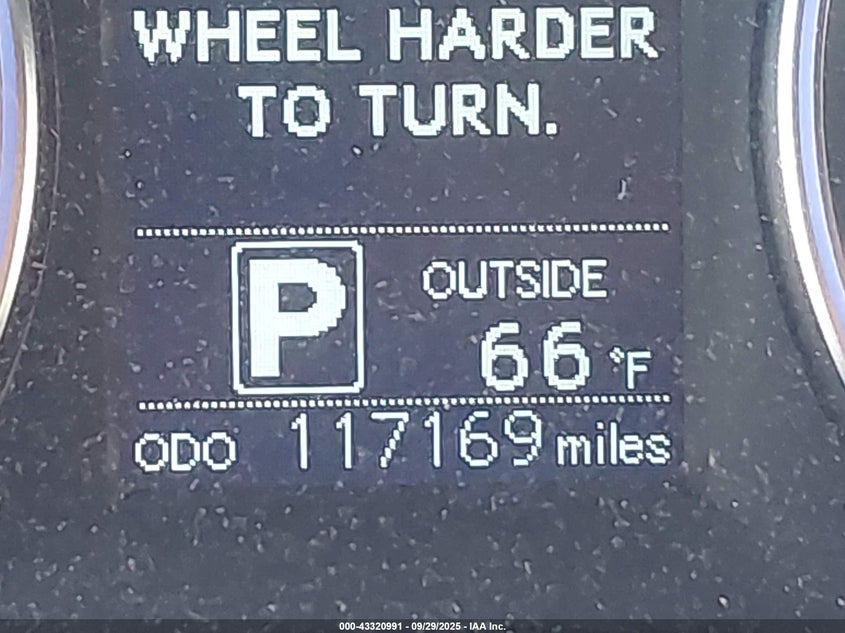 WHEEL HARDER
TO TURN.
P
OUTSIDE
66 °F
ODO 117169 miles
000-43320991 - 09/29/2025 - IAA Inc.